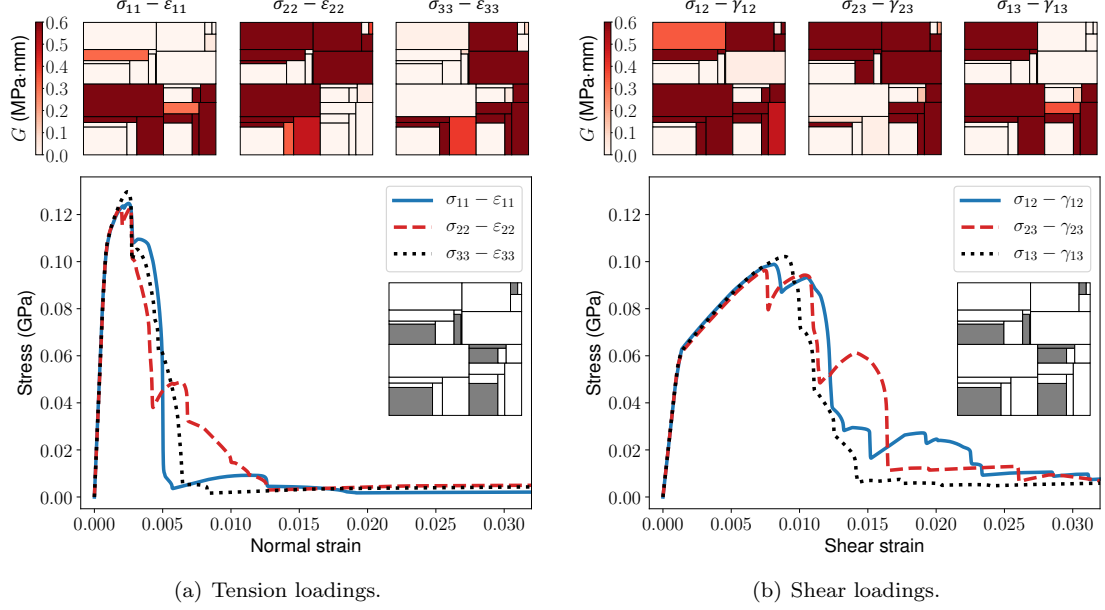 σ₁₁ − ε₁₁
σ₂₂ − ε₂₂
σ₃₃ − ε₃₃
G (MPa·mm)
0.6
0.5
0.4
0.3
0.2
0.1
0.0
Stress (GPa)
0.12
0.10
0.08
0.06
0.04
0.02
0.00
σ₁₁ − ε₁₁
σ₂₂ − ε₂₂
σ₃₃ − ε₃₃
0.000 0.005 0.010 0.015 0.020 0.025 0.030
Normal strain
(a) Tension loadings.
σ₁₂ − γ₁₂
σ₂₃ − γ₂₃
σ₁₃ − γ₁₃
G (MPa·mm)
0.6
0.5
0.4
0.3
0.2
0.1
0.0
Stress (GPa)
0.12
0.10
0.08
0.06
0.04
0.02
0.00
σ₁₂ − γ₁₂
σ₂₃ − γ₂₃
σ₁₃ − γ₁₃
0.000 0.005 0.010 0.015 0.020 0.025 0.030
Shear strain
(b) Shear loadings.